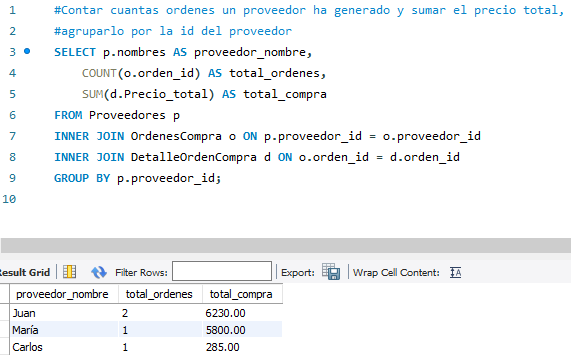 1 #Contar cuantas ordenes un proveedor ha generado y sumar el precio total,
2 #agruparlo por la id del proveedor
3 SELECT p.nombres AS proveedor_nombre,
4 COUNT(o.orden_id) AS total_ordenes,
5 SUM(d.Precio_total) AS total_compra
6 FROM Proveedores p
7 INNER JOIN OrdenesCompra o ON p.proveedor_id = o.proveedor_id
8 INNER JOIN DetalleOrdenCompra d ON o.orden_id = d.orden_id
9 GROUP BY p.proveedor_id;
10
Result Grid Filter Rows: Export: Wrap Cell Content:
proveedor_nombre total_ordenes total_compra
Juan 2 6230.00
María 1 5800.00
Carlos 1 285.00